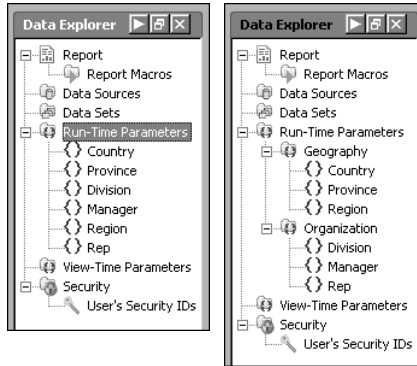 Data Explorer
Report
Report Macros
Data Sources
Data Sets
Run-Time Parameters
Country
Province
Division
Manager
Region
Rep
View-Time Parameters
Security
User's Security IDs
Data Explorer
Report
Report Macros
Data Sources
Data Sets
Run-Time Parameters
Geography
Country
Province
Region
Organization
Division
Manager
Rep
View-Time Parameters
Security
User's Security IDs